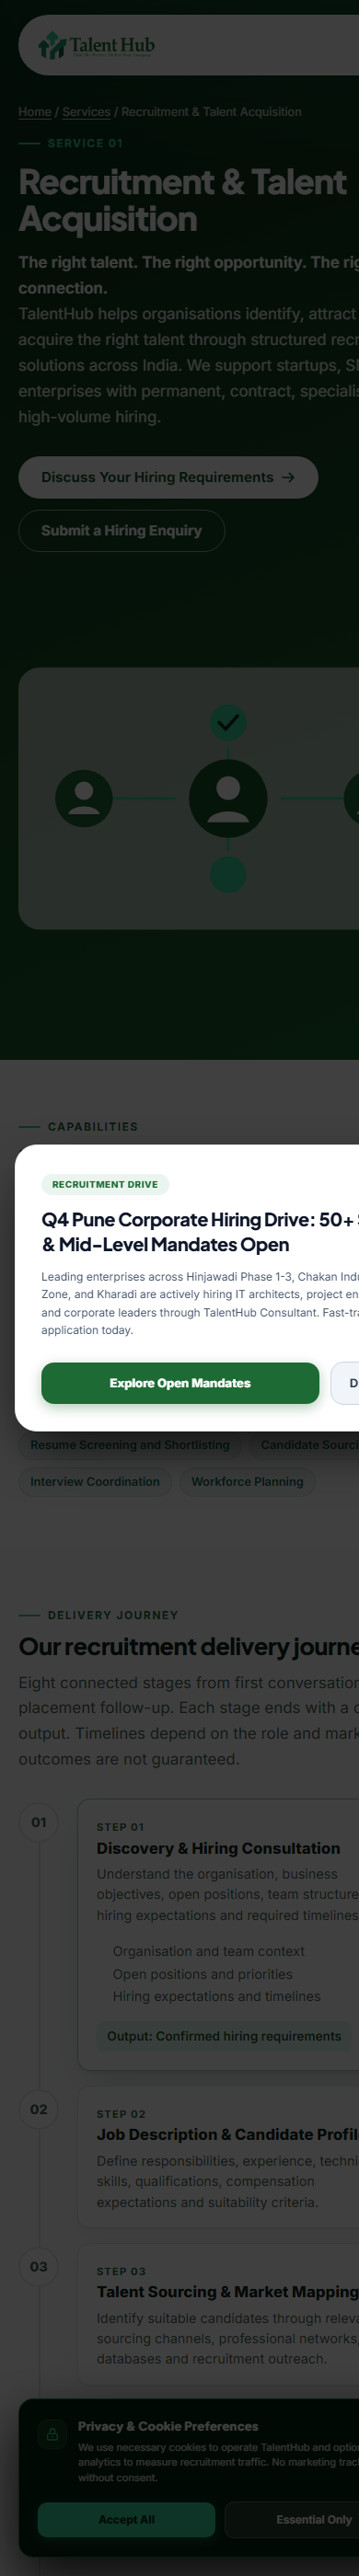 Talent Hub
Home / Services / Recruitment & Talent Acquisition
SERVICE 01
Recruitment & Talent
Acquisition
The right talent. The right opportunity. The rig
connection.
TalentHub helps organisations identify, attract
acquire the right talent through structured recr
solutions across India. We support startups, SM
enterprises with permanent, contract, specialis
high-volume hiring.
Discuss Your Hiring Requirements →
Submit a Hiring Enquiry
CAPABILITIES
RECRUITMENT DRIVE
Q4 Pune Corporate Hiring Drive: 50+ S
& Mid-Level Mandates Open
Leading enterprises across Hinjawadi Phase 1-3, Chakan Indu
Zone, and Kharadi are actively hiring IT architects, project en
and corporate leaders through TalentHub Consultant. Fast-tra
application today.
Explore Open Mandates
D
Resume Screening and Shortlisting
Candidate Sourci
Interview Coordination
Workforce Planning
DELIVERY JOURNEY
Our recruitment delivery journe
Eight connected stages from first conversation
placement follow-up. Each stage ends with a c
output. Timelines depend on the role and mark
outcomes are not guaranteed.
01
STEP 01
Discovery & Hiring Consultation
Understand the organisation, business
objectives, open positions, team structure
hiring expectations and required timelines
Organisation and team context
Open positions and priorities
Hiring expectations and timelines
Output: Confirmed hiring requirements
02
STEP 02
Job Description & Candidate Profil
Define responsibilities, experience, techni
skills, qualifications, compensation
expectations and suitability criteria.
03
STEP 03
Talent Sourcing & Market Mapping
Identify suitable candidates through releva
sourcing channels, professional networks,
databases and recruitment outreach.
Privacy & Cookie Preferences
We use necessary cookies to operate TalentHub and option
analytics to measure recruitment traffic. No marketing track
without consent.
Accept All
Essential Only